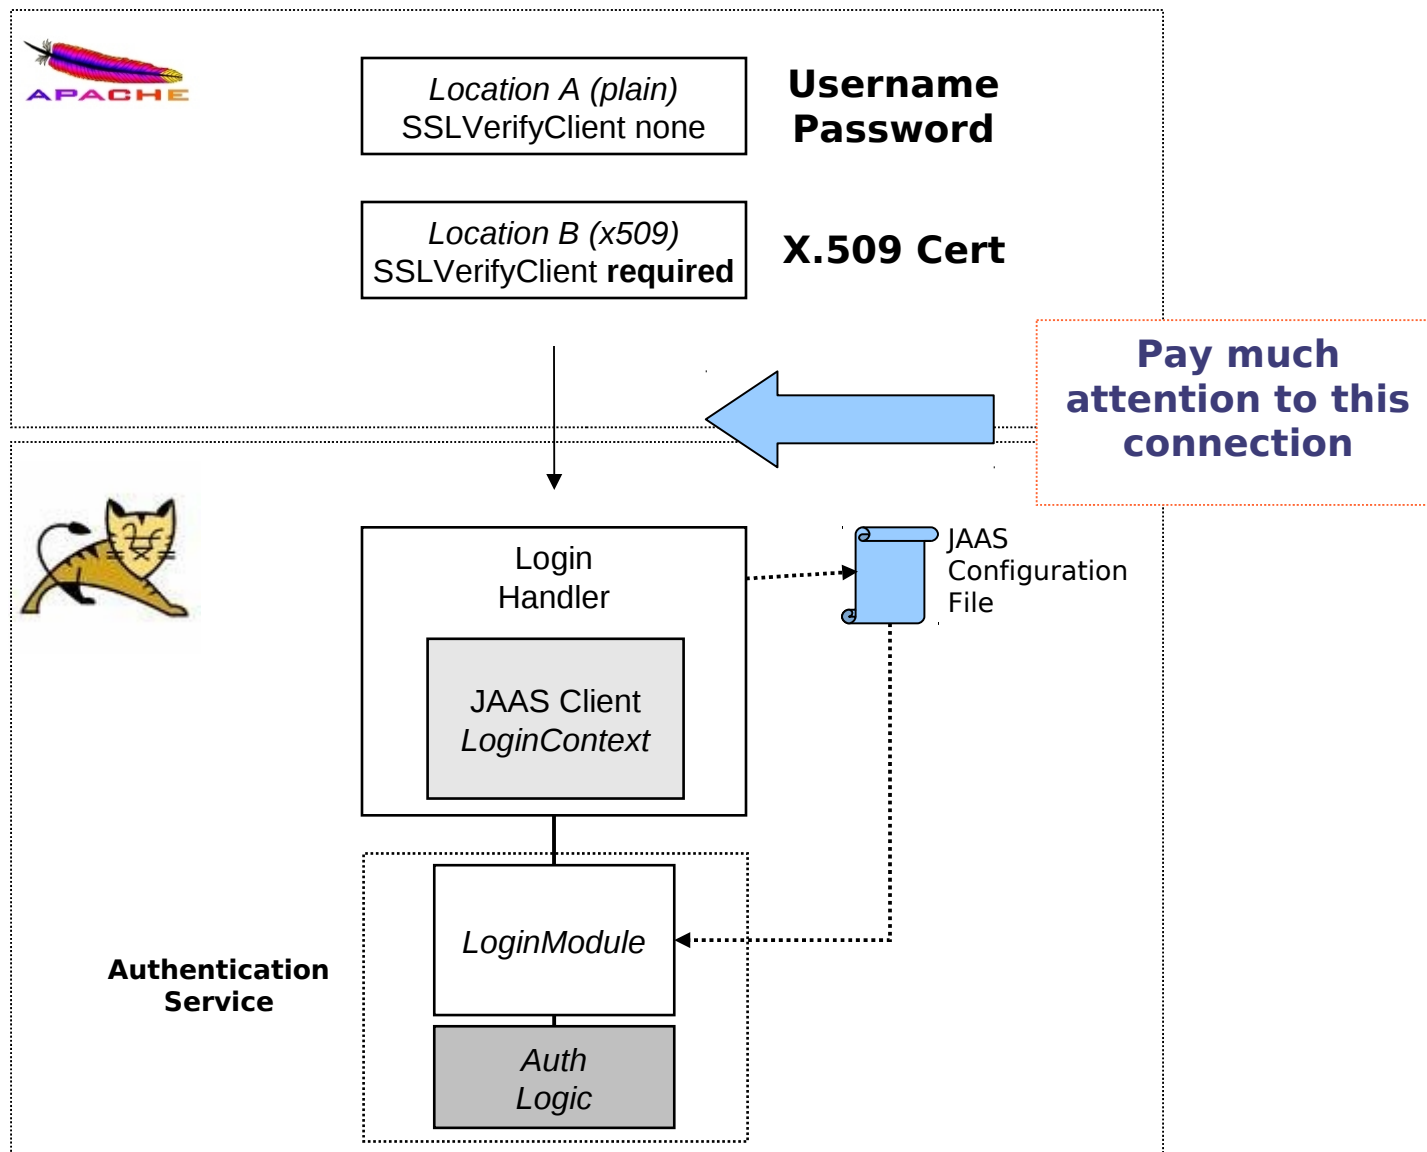 APACHE
Location A (plain)
SSLVerifyClient none
Username
Password
Location B (x509)
SSLVerifyClient required
X.509 Cert
Pay much
attention to this
connection
Login
Handler
JAAS
Configuration
File
JAAS Client
LoginContext
LoginModule
Authentication
Service
Auth
Logic